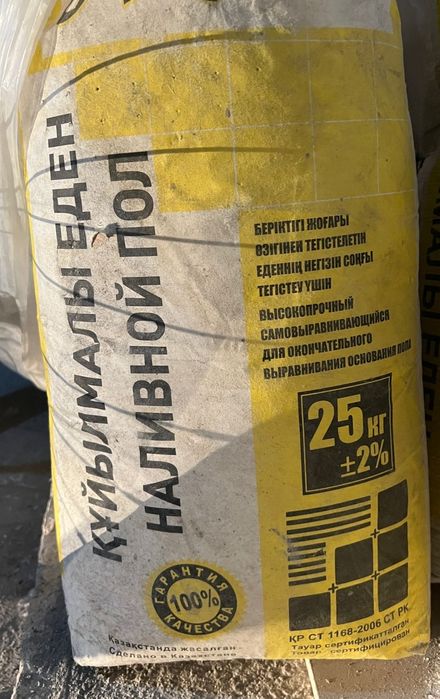 ҚҰЙЫЛМАЛЫ ЕДЕН
НАЛИВНОЙ ПОЛ
БЕРІКТІГІ ЖОҒАРЫ
ӨЗІГІНЕН ТЕГІСТЕЛЕТІН
ЕДЕННІҢ НЕГІЗІН СОҢҒЫ
ТЕГІСТЕУ ҮШІН
ВЫСОКОПРОЧНЫЙ
САМОВЫРАВНИВАЮЩИЙСЯ
ДЛЯ ОКОНЧАТЕЛЬНОГО
ВЫРАВНИВАНИЯ ОСНОВАНИЯ ПОЛА
25 КГ
±2%
ГАРАНТИЯ
100%
КАЧЕСТВА
Қазақстанда жасалған
Сделано в Казахстане
ҚР СТ 1168-2006 СТ РК
Тауар сертификатталған
Товар сертифицирован